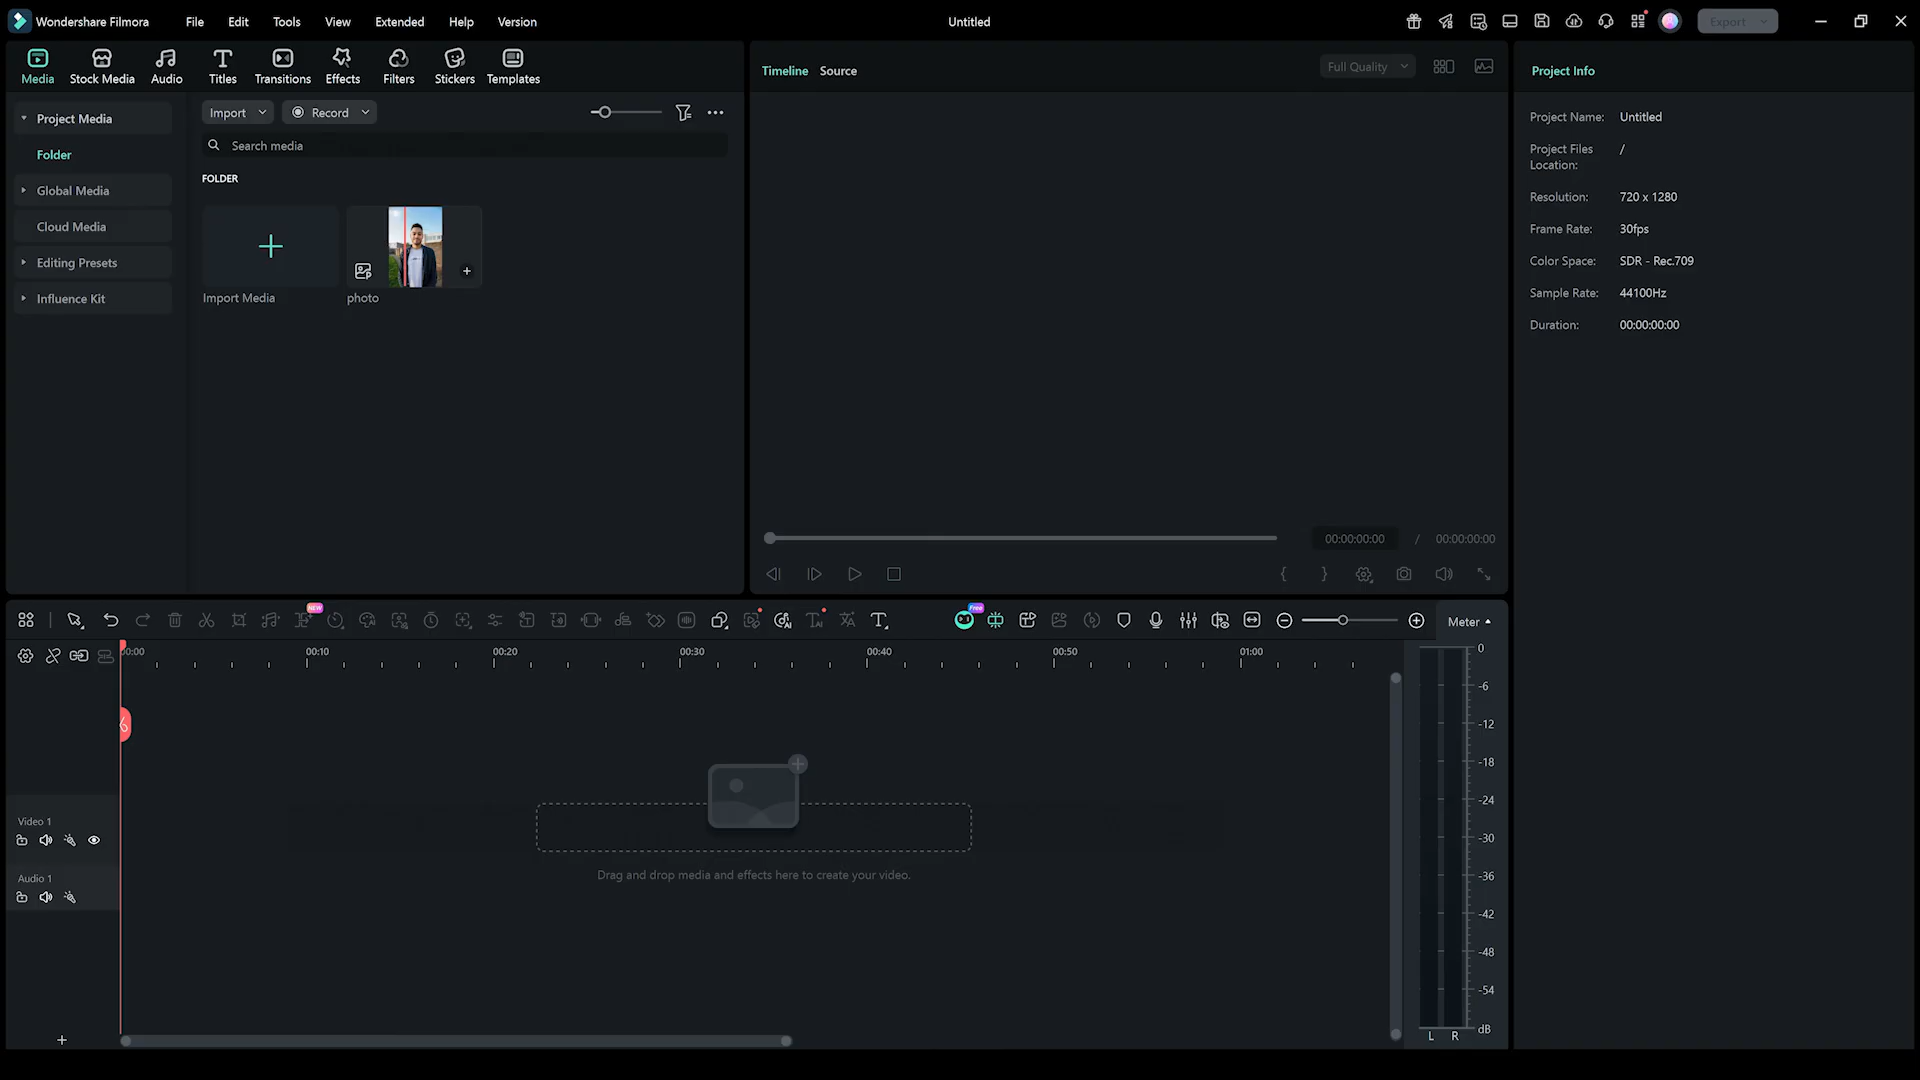 Wondershare Filmora
File
Edit
Tools
View
Extended
Help
Version
Untitled
Export
Media
Stock Media
Audio
Titles
Transitions
Effects
Filters
Stickers
Templates
Timeline
Source
Full Quality
Project Info
Project Media
Folder
Global Media
Cloud Media
Editing Presets
Influence Kit
Import
Record
Search media
FOLDER
Import Media
photo
Project Name: Untitled
Project Files Location: /
Resolution: 720 x 1280
Frame Rate: 30fps
Color Space: SDR - Rec.709
Sample Rate: 44100Hz
Duration: 00:00:00:00
00:00:00:00 / 00:00:00:00
NEW
Free
Meter
00:00
00:10
00:20
00:30
00:40
00:50
01:00
Video 1
Audio 1
Drag and drop media and effects here to create your video.
0
-6
-12
-18
-24
-30
-36
-42
-48
-54
dB
L R